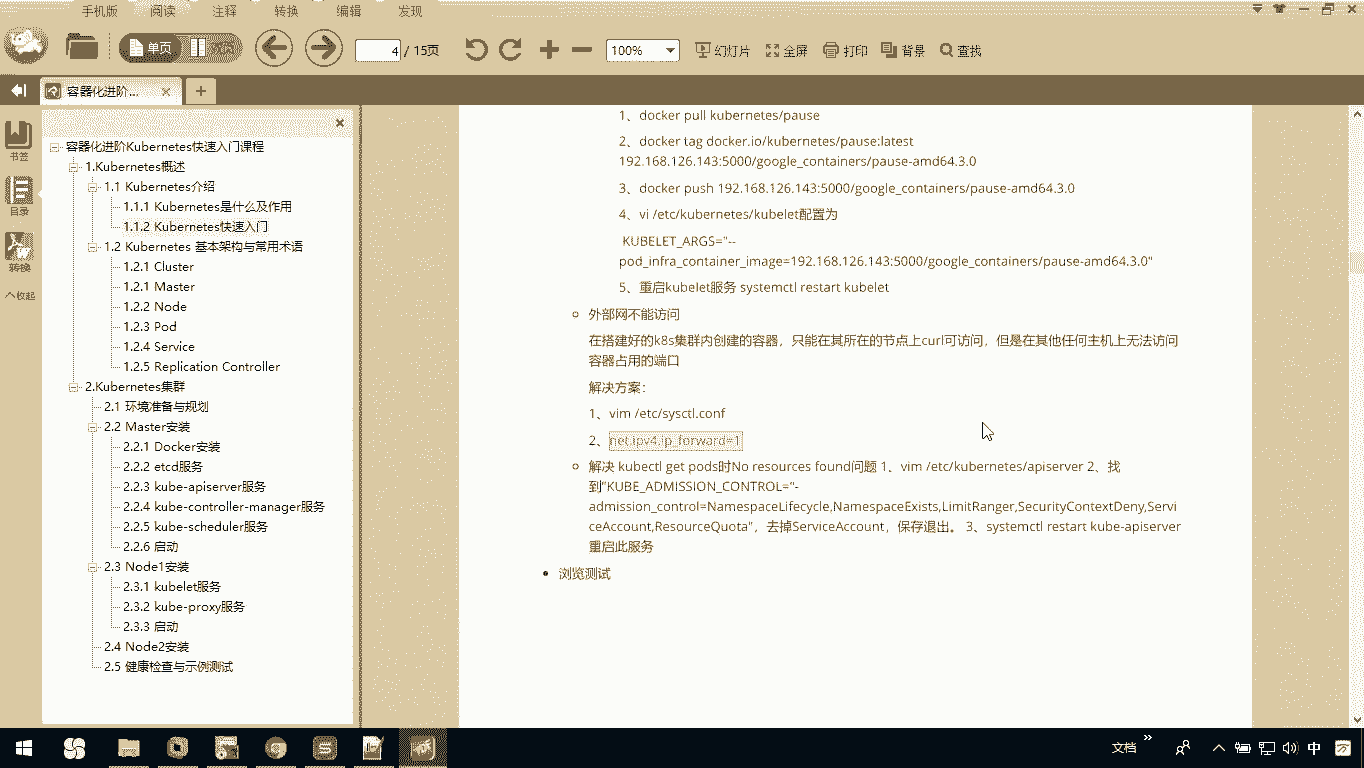 手机版 阅读 注释 转换 编辑 发现
单页 双页 4 / 15页 100% 幻灯片 全屏 打印 背景 查找
容器化进阶...
书签
目录
转换
收起
容器化进阶Kubernetes快速入门课程
1.Kubernetes概述
1.1 Kubernetes介绍
1.1.1 Kubernetes是什么及作用
1.1.2 Kubernetes快速入门
1.2 Kubernetes 基本架构与常用术语
1.2.1 Cluster
1.2.1 Master
1.2.2 Node
1.2.3 Pod
1.2.4 Service
1.2.5 Replication Controller
2.Kubernetes集群
2.1 环境准备与规划
2.2 Master安装
2.2.1 Docker安装
2.2.2 etcd服务
2.2.3 kube-apiserver服务
2.2.4 kube-controller-manager服务
2.2.5 kube-scheduler服务
2.2.6 启动
2.3 Node1安装
2.3.1 kubelet服务
2.3.2 kube-proxy服务
2.3.3 启动
2.4 Node2安装
2.5 健康检查与示例测试
1、docker pull kubernetes/pause
2、docker tag docker.io/kubernetes/pause:latest
192.168.126.143:5000/google_containers/pause-amd64.3.0
3、docker push 192.168.126.143:5000/google_containers/pause-amd64.3.0
4、vi /etc/kubernetes/kubelet配置为
KUBELET_ARGS="--
pod_infra_container_image=192.168.126.143:5000/google_containers/pause-amd64.3.0"
5、重启kubelet服务 systemctl restart kubelet
外部网不能访问
在搭建好的k8s集群内创建的容器，只能在其所在的节点上curl可访问，但是在其他任何主机上无法访问
容器占用的端口
解决方案：
1、vim /etc/sysctl.conf
2、net.ipv4.ip_forward=1
解决 kubectl get pods时No resources found问题 1、vim /etc/kubernetes/apiserver 2、找
到"KUBE_ADMISSION_CONTROL="-
admission_control=NamespaceLifecycle,NamespaceExists,LimitRanger,SecurityContextDeny,Servi
ceAccount,ResourceQuota"，去掉ServiceAccount，保存退出。 3、systemctl restart kube-apiserver
重启此服务
浏览测试
文档 中